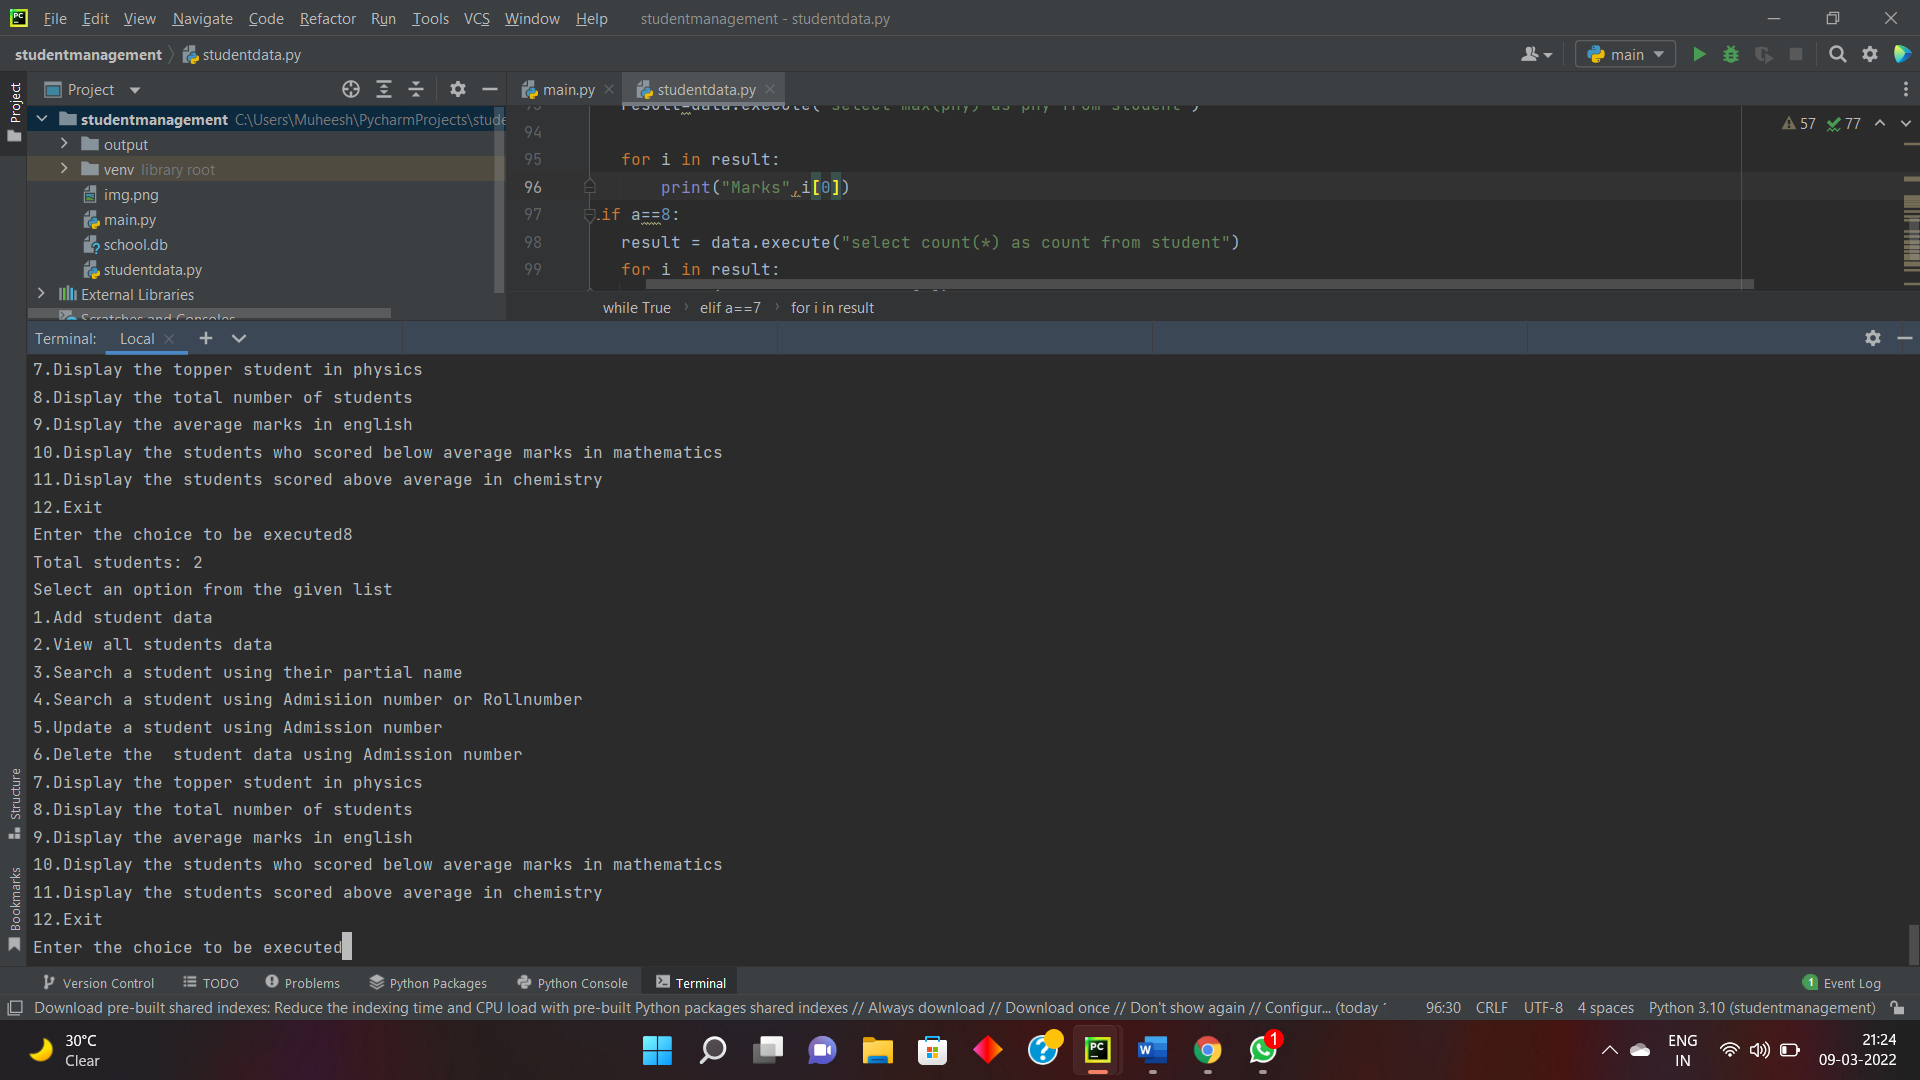 File Edit View Navigate Code Refactor Run Tools VCS Window Help studentmanagement - studentdata.py
studentmanagement studentdata.py main
Project
Project main.py studentdata.py
studentmanagement C:\Users\Muheesh\PycharmProjects\stude
output
venv library root
img.png
main.py
school.db
studentdata.py
External Libraries
Scratches and Consoles
result=data.execute("select max(phy) as phy from student")
94
95 for i in result:
96 print("Marks",i[0])
97 if a==8:
98 result = data.execute("select count(*) as count from student")
99 for i in result:
57 77
while True elif a==7 for i in result
Terminal: Local
7.Display the topper student in physics
8.Display the total number of students
9.Display the average marks in english
10.Display the students who scored below average marks in mathematics
11.Display the students scored above average in chemistry
12.Exit
Enter the choice to be executed8
Total students: 2
Select an option from the given list
1.Add student data
2.View all students data
3.Search a student using their partial name
4.Search a student using Admisiion number or Rollnumber
5.Update a student using Admission number
6.Delete the  student data using Admission number
7.Display the topper student in physics
8.Display the total number of students
9.Display the average marks in english
10.Display the students who scored below average marks in mathematics
11.Display the students scored above average in chemistry
12.Exit
Enter the choice to be executed
Structure
Bookmarks
Version Control TODO Problems Python Packages Python Console Terminal 1 Event Log
Download pre-built shared indexes: Reduce the indexing time and CPU load with pre-built Python packages shared indexes // Always download // Download once // Don't show again // Configur... (today 96:30 CRLF UTF-8 4 spaces Python 3.10 (studentmanagement)
30°C
Clear
PC
1
ENG
IN
21:24
09-03-2022